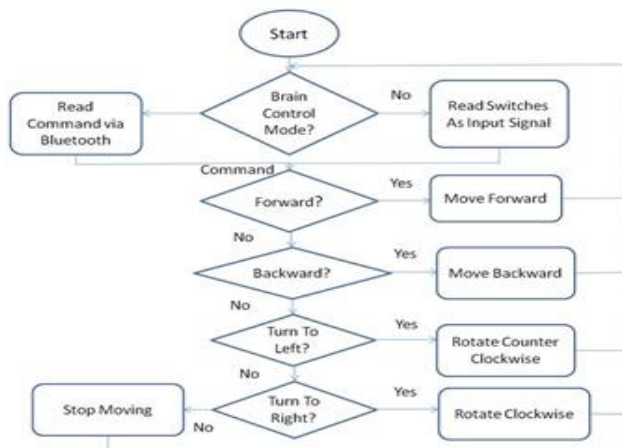 Start
Brain
Control
Mode?
No
Read
Command via
Bluetooth
Read Switches
As Input Signal
Command
Forward?
Yes
Move Forward
No
Backward?
Yes
Move Backward
No
Turn To
Left?
Yes
Rotate Counter
Clockwise
No
Turn To
Right?
Yes
Rotate Clockwise
No
Stop Moving